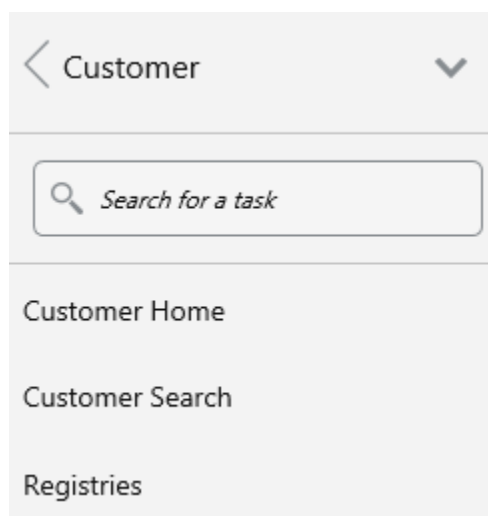 Customer
Search for a task
Customer Home
Customer Search
Registries